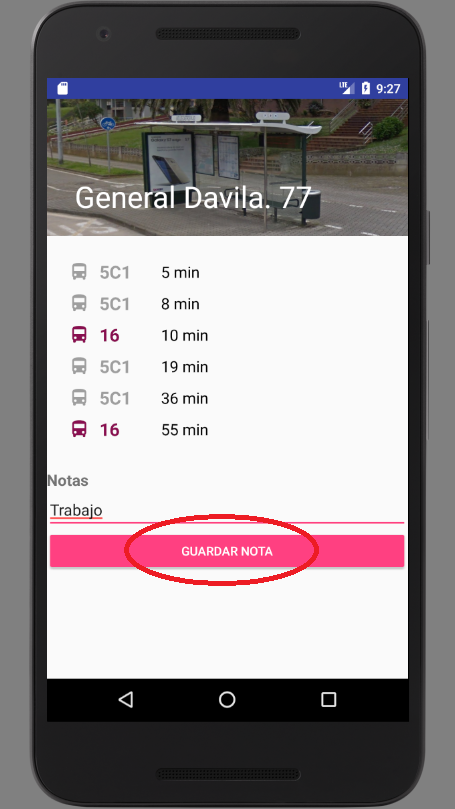 LTE 9:27
General Davila. 77
5C1 5 min
5C1 8 min
16 10 min
5C1 19 min
5C1 36 min
16 55 min
Notas
Trabajo
GUARDAR NOTA